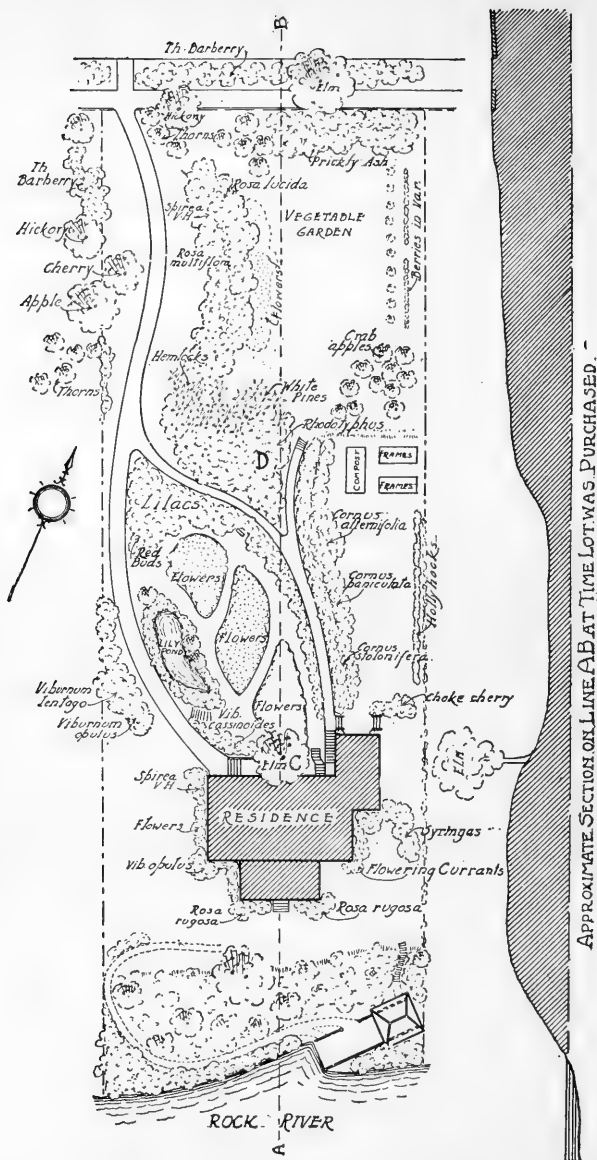 B
Th. Barberry
Elm
Hickory
Thorns
Prickly Ash
Th.
Barberry
Rosa lucida
Spirea
V H
VEGETABLE
GARDEN
Berries in Var.
Hickory
Rosa
multiflora
Flowers
Cherry
Apple
Crab
apples
Hemlocks
Thorns
White
Pines
Rhodotyphus
D
COMPOST
FRAMES
FRAMES
Lilacs
Cornus
alternifolia
Red
Buds
Flowers
Cornus
paniculata
Hollyhocks
Flowers
LILY
POND
Cornus
stolonifera
Viburnum
lentago
Viburnum
opulus
Vib.
cassinoides
Flowers
Choke cherry
Elm
C
Elm
Spirea
V H
RESIDENCE
Flowers
Syringas
Vib. opulus
Flowering Currants
Rosa
rugosa
Rosa rugosa
ROCK RIVER
A
APPROXIMATE SECTION ON LINE AB AT TIME LOT WAS PURCHASED. -